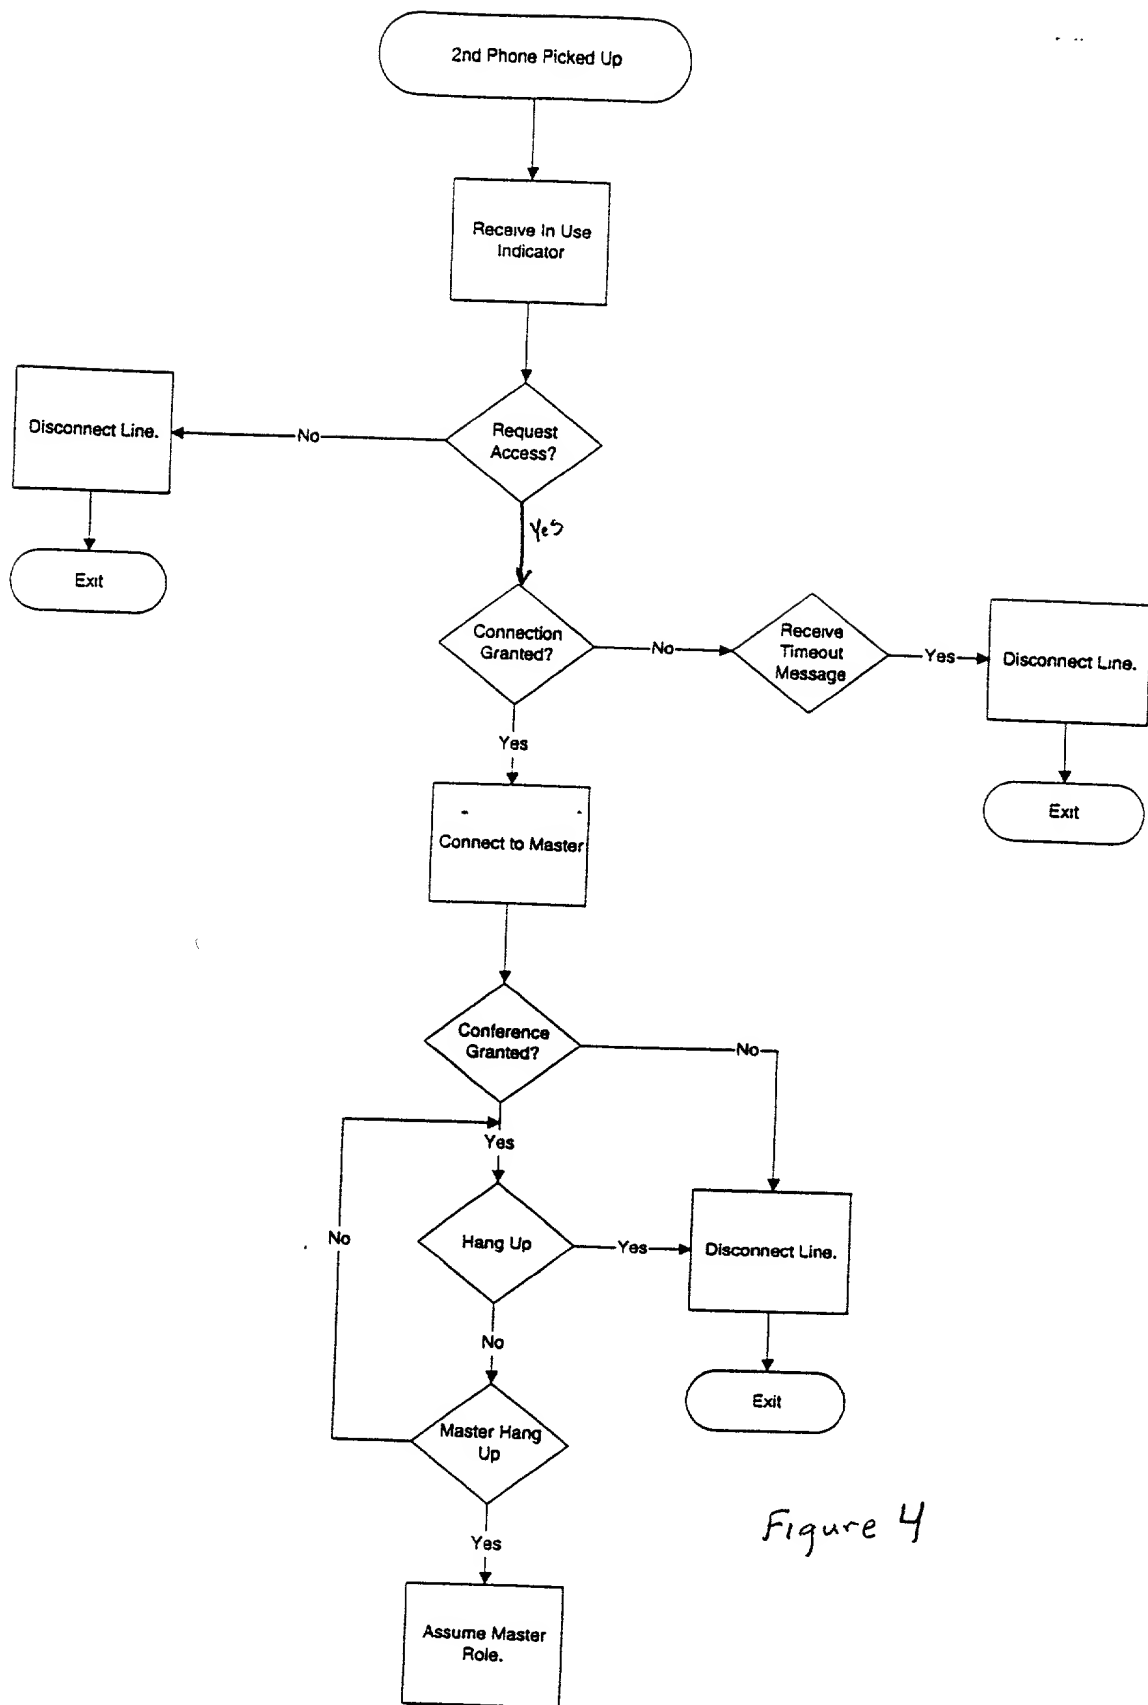 2nd Phone Picked Up
Receive In Use
Indicator
Disconnect Line.
No
Request
Access?
Yes
Exit
Connection
Granted?
No
Receive
Timeout
Message
Yes
Disconnect Line.
Yes
Exit
Connect to Master
Conference
Granted?
No
Yes
No
Hang Up
Yes
Disconnect Line.
No
Exit
Master Hang
Up
Figure 4
Yes
Assume Master
Role.